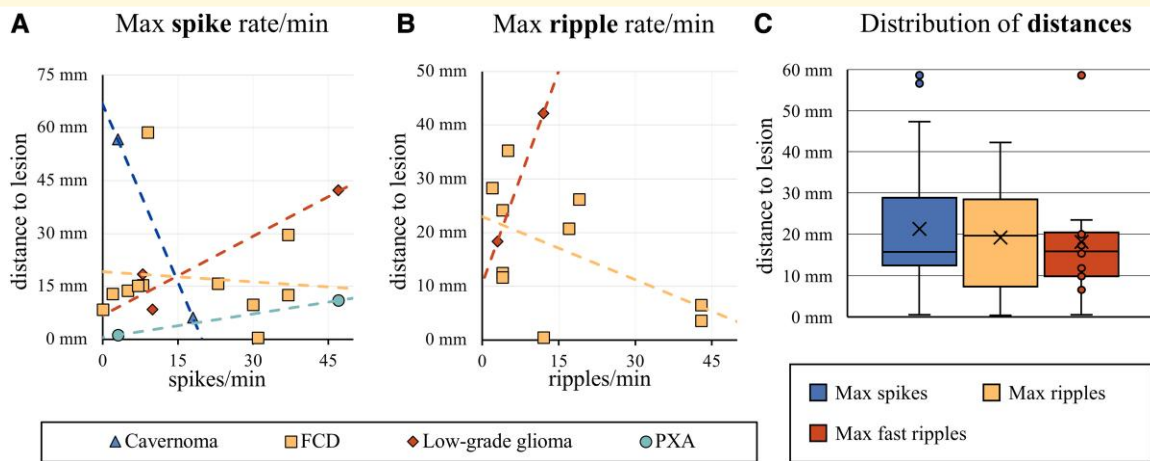 A
Max spike rate/min
75 mm
60 mm
45 mm
30 mm
15 mm
0 mm
distance to lesion
0
15
30
45
spikes/min
B
Max ripple rate/min
50 mm
40 mm
30 mm
20 mm
10 mm
0 mm
distance to lesion
0
15
30
45
ripples/min
C
Distribution of distances
60 mm
50 mm
40 mm
30 mm
20 mm
10 mm
0 mm
distance to lesion
Cavernoma
FCD
Low-grade glioma
PXA
Max spikes
Max ripples
Max fast ripples